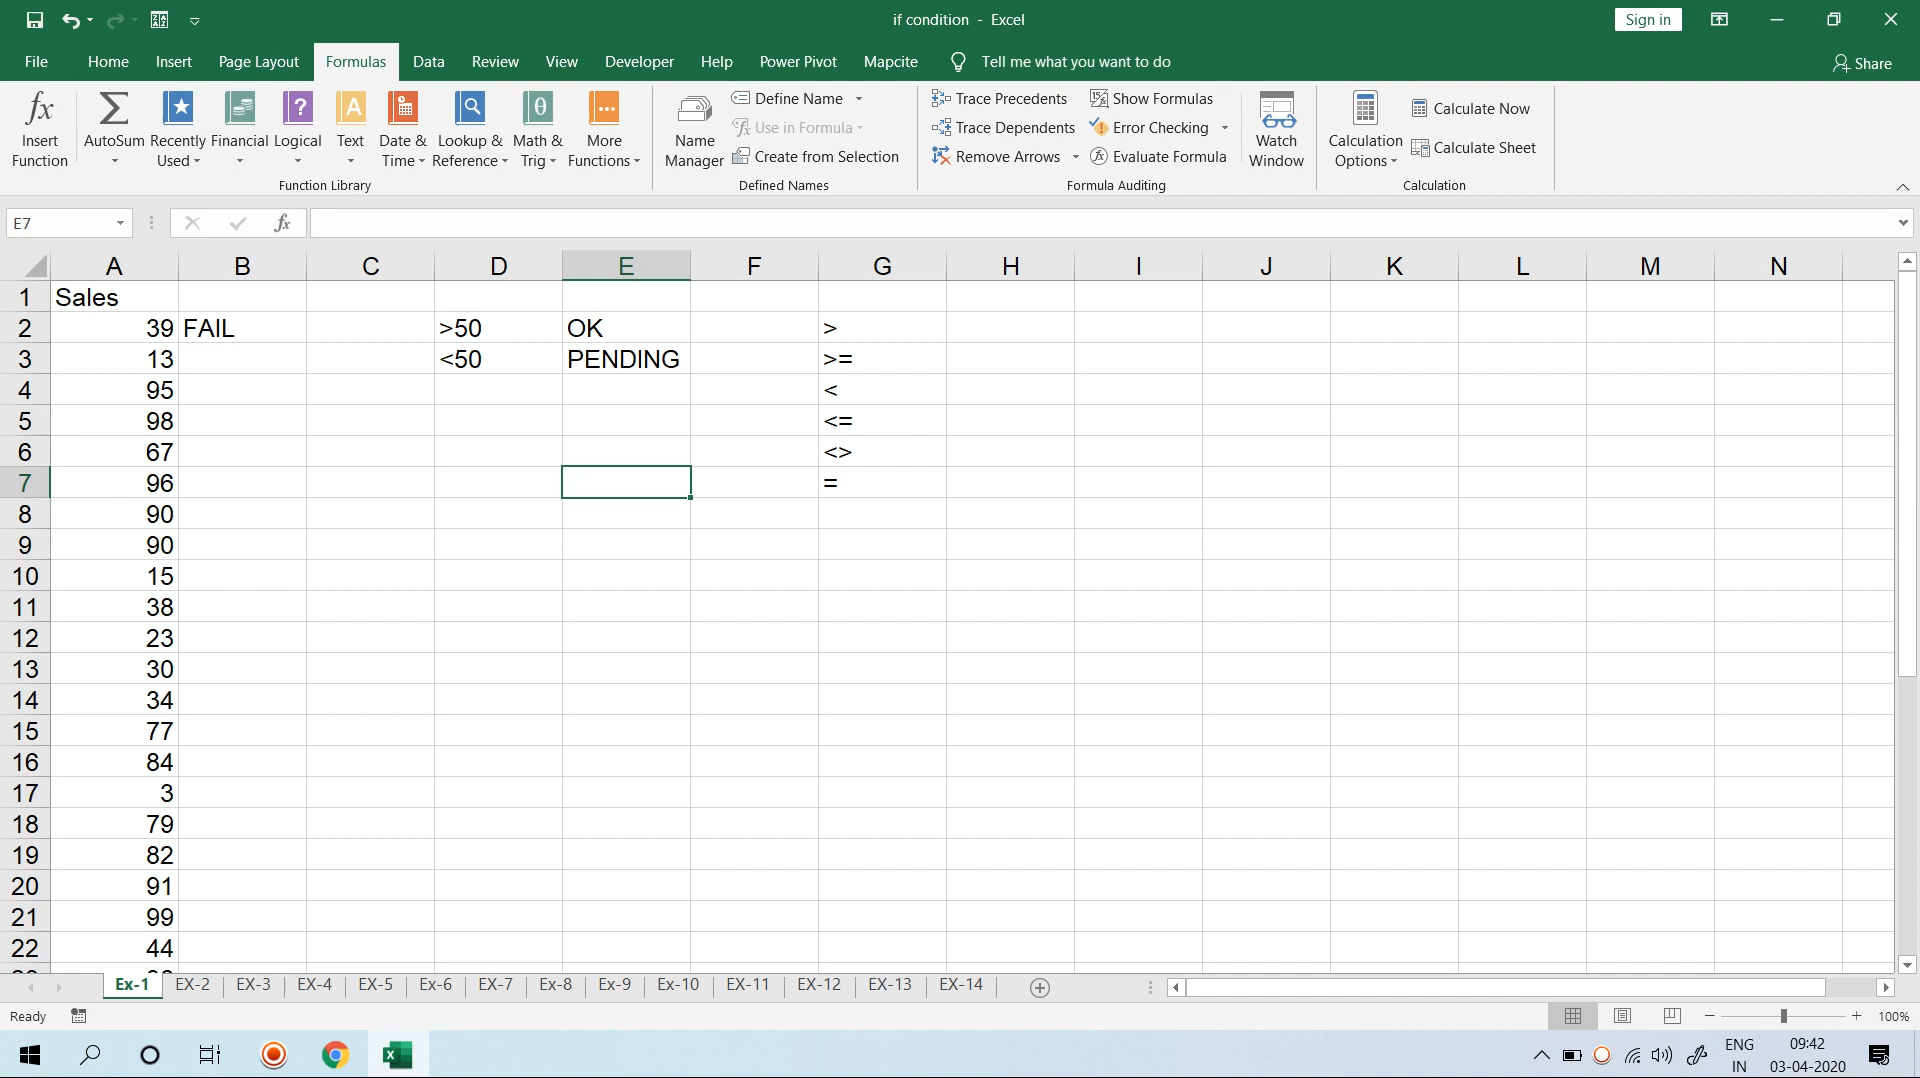 if condition - Excel
Sign in
File Home Insert Page Layout Formulas Data Review View Developer Help Power Pivot Mapcite Tell me what you want to do Share
Insert Function
AutoSum
Recently Used
Financial
Logical
Text
Date & Time
Lookup & Reference
Math & Trig
More Functions
Function Library
Name Manager
Define Name
Use in Formula
Create from Selection
Defined Names
Trace Precedents
Trace Dependents
Remove Arrows
Show Formulas
Error Checking
Evaluate Formula
Formula Auditing
Watch Window
Calculation Options
Calculate Now
Calculate Sheet
Calculation
E7 fx
A B C D E F G H I J K L M N
1 Sales
2 39 FAIL >50 OK >
3 13 <50 PENDING >=
4 95 <
5 98 <=
6 67 <>
7 96 =
8 90
9 90
10 15
11 38
12 23
13 30
14 34
15 77
16 84
17 3
18 79
19 82
20 91
21 99
22 44
Ex-1 EX-2 EX-3 EX-4 EX-5 Ex-6 EX-7 Ex-8 Ex-9 Ex-10 EX-11 EX-12 EX-13 EX-14
Ready 100%
ENG 09:42
IN 03-04-2020